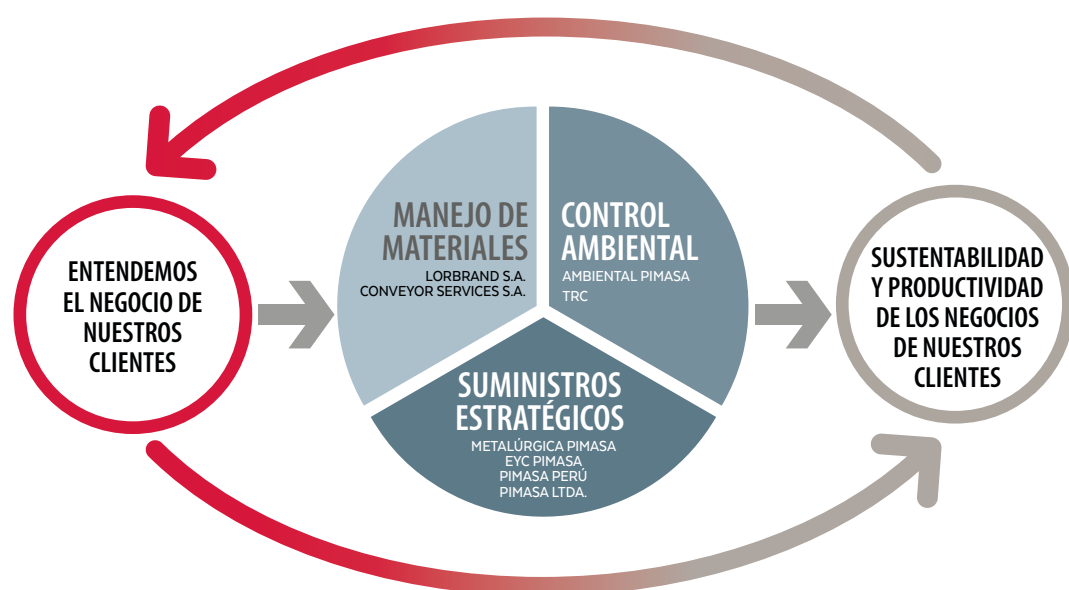 ENTENDEMOS
EL NEGOCIO DE
NUESTROS
CLIENTES
MANEJO DE
MATERIALES
LORBRAND S.A.
CONVEYOR SERVICES S.A.
CONTROL
AMBIENTAL
AMBIENTAL PIMASA
TRC
SUMINISTROS
ESTRATÉGICOS
METALÚRGICA PIMASA
EYC PIMASA
PIMASA PERÚ
PIMASA LTDA.
SUSTENTABILIDAD
Y PRODUCTIVIDAD
DE LOS NEGOCIOS
DE NUESTROS
CLIENTES